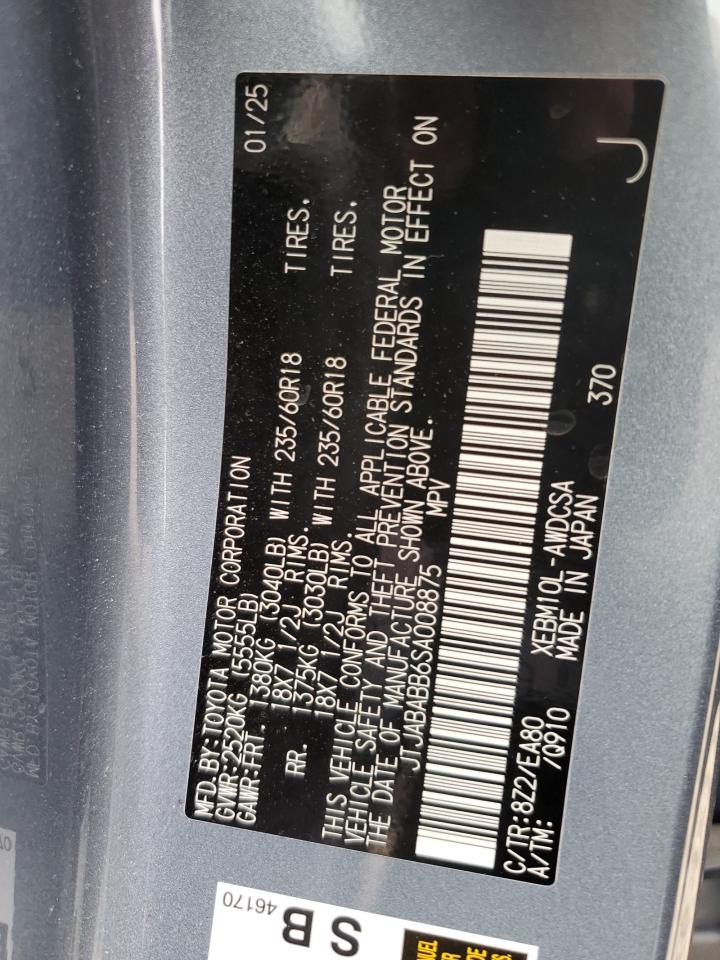 MFD.BY:TOYOTA MOTOR CORPORATION 01/25
GVWR:2520KG (5555LB)
GAWR:FRT. 1380KG (3040LB) WITH 235/60R18 TIRES.
18X7 1/2J RIMS.
RR. 1375KG (3030LB) WITH 235/60R18 TIRES.
18X7 1/2J RIMS.
THIS VEHICLE CONFORMS TO ALL APPLICABLE FEDERAL MOTOR
VEHICLE SAFETY AND THEFT PREVENTION STANDARDS IN EFFECT ON
THE DATE OF MANUFACTURE SHOWN ABOVE.
JTJABABB6SA008875 MPV
C/TR:8Z2/EA80 XEBM10L-AWDCSA 370
A/TM: /Q910 MADE IN JAPAN
J
46170
S B